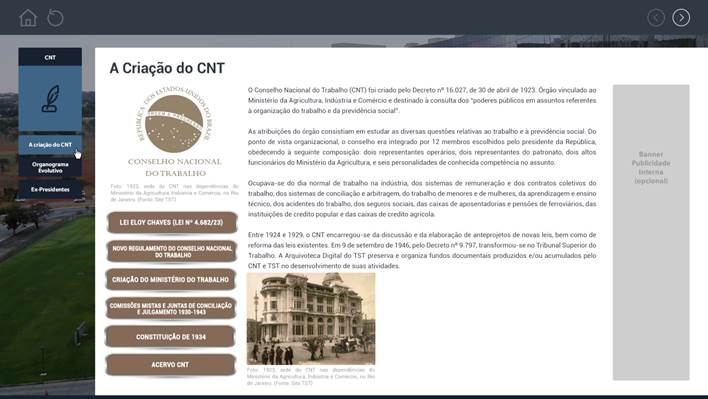 CNT
A criação do CNT
Organograma
Evolutivo
Ex-Presidentes
A Criação do CNT
REPÚBLICA DOS ESTADOS-UNIDOS DO BRAZIL
ORDEM E PROGRESSO
CONSELHO NACIONAL
DO TRABALHO
Foto: 1923, sede do CNT nas dependências do
Ministério da Agricultura, Indústria e Comércio, no Rio
de Janeiro. (Fonte: Site TST)
LEI ELOY CHAVES (LEI Nº 4.682/23)
NOVO REGULAMENTO DO CONSELHO NACIONAL
DO TRABALHO
CRIAÇÃO DO MINISTÉRIO DO TRABALHO
COMISSÕES MISTAS E JUNTAS DE CONCILIAÇÃO
E JULGAMENTO 1930-1943
CONSTITUIÇÃO DE 1934
ACERVO CNT
O Conselho Nacional do Trabalho (CNT) foi criado pelo Decreto nº 16.027, de 30 de abril de 1923. Órgão vinculado ao
Ministério da Agricultura, Indústria e Comércio e destinado à consulta dos "poderes públicos em assuntos referentes
à organização do trabalho e da previdência social".
As atribuições do órgão consistiam em estudar as diversas questões relativas ao trabalho e à previdência social. Do
ponto de vista organizacional, o conselho era integrado por 12 membros escolhidos pelo presidente da República,
obedecendo à seguinte composição: dois representantes operários, dois representantes do patronato, dois altos
funcionários do Ministério da Agricultura, e seis personalidades de conhecida competência no assunto.
Ocupava-se do dia normal de trabalho na indústria, dos sistemas de remuneração e dos contratos coletivos do
trabalho, dos sistemas de conciliação e arbitragem, do trabalho de menores e de mulheres, da aprendizagem e ensino
técnico, dos acidentes do trabalho, dos seguros sociais, das caixas de aposentadorias e pensões de ferroviários, das
instituições de credito popular e das caixas de credito agrícola.
Entre 1924 e 1929, o CNT encarregou-se da discussão e da elaboração de anteprojetos de novas leis, bem como de
reforma das leis existentes. Em 9 de setembro de 1946, pelo Decreto nº 9.797, transformou-se no Tribunal Superior do
Trabalho. A Arquivoteca Digital do TST preserva e organiza fundos documentais produzidos e/ou acumulados pelo
CNT e TST no desenvolvimento de suas atividades.
Foto: 1923, sede do CNT nas dependências do
Ministério da Agricultura, Indústria e Comércio, no Rio
de Janeiro. (Fonte: Site TST)
Banner
Publicidade
Interna
(opcional)